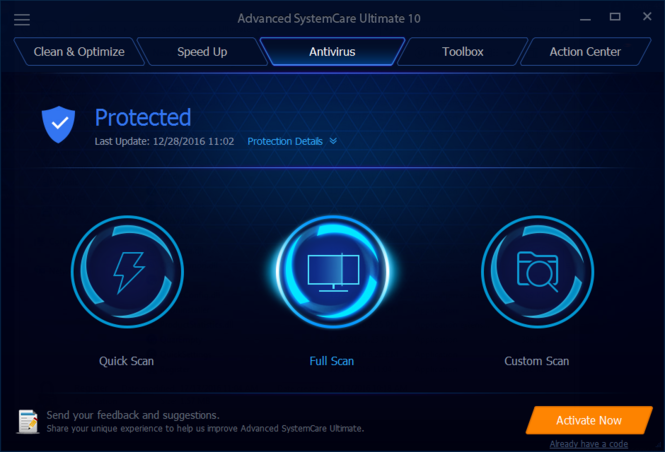 Advanced SystemCare Ultimate 10
Clean & Optimize Speed Up Antivirus Toolbox Action Center
Protected
Last Update: 12/28/2016 11:02 Protection Details
Quick Scan Full Scan Custom Scan
Send your feedback and suggestions.
Share your unique experience to help us improve Advanced SystemCare Ultimate.
Activate Now
Already have a code